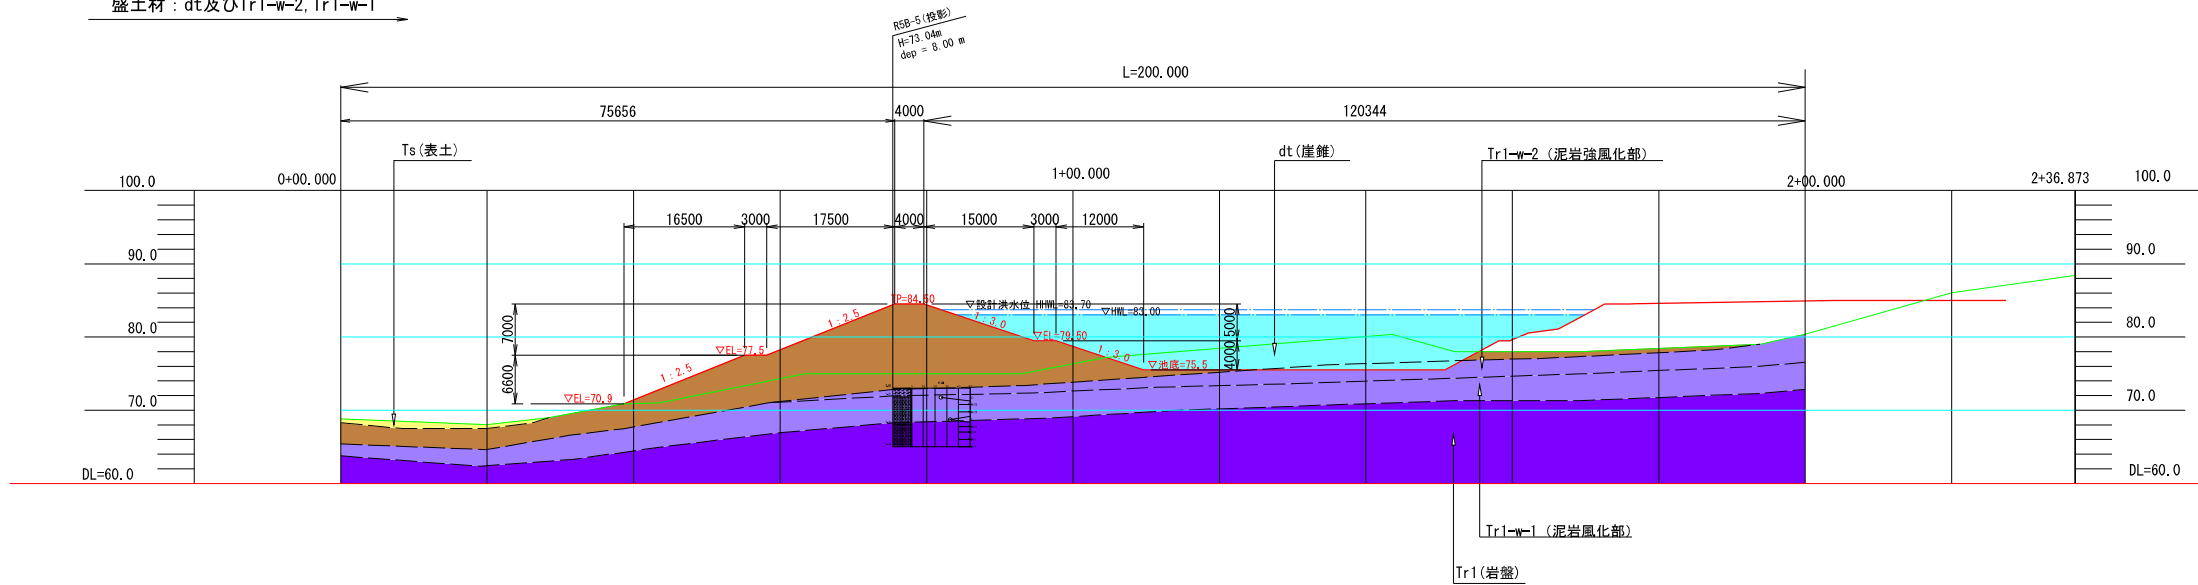 盛土材：dt及びTr1-w-2,Tr1-w-1
R5B-5(投影)
H=73.04m
dep = 8.00 m
L=200.000
75656
4000
120344
Ts(表土)
dt(崖錐)
Tr1-w-2 (泥岩強風化部)
100.0
0+00.000
1+00.000
2+00.000
2+36.873
100.0
16500
3000
17500
4000
15000
3000
12000
90.0
90.0
TP=84.50
▽設計洪水位 HHWL=83.70
▽HWL=83.00
7000
1:2.5
1:3.0
5000
80.0
80.0
▽EL=77.5
▽EL=79.50
1:3.0
4000
▽池底=75.5
6600
1:2.5
▽EL=70.9
70.0
70.0
DL=60.0
DL=60.0
Tr1-w-1 (泥岩風化部)
Tr1(岩盤)